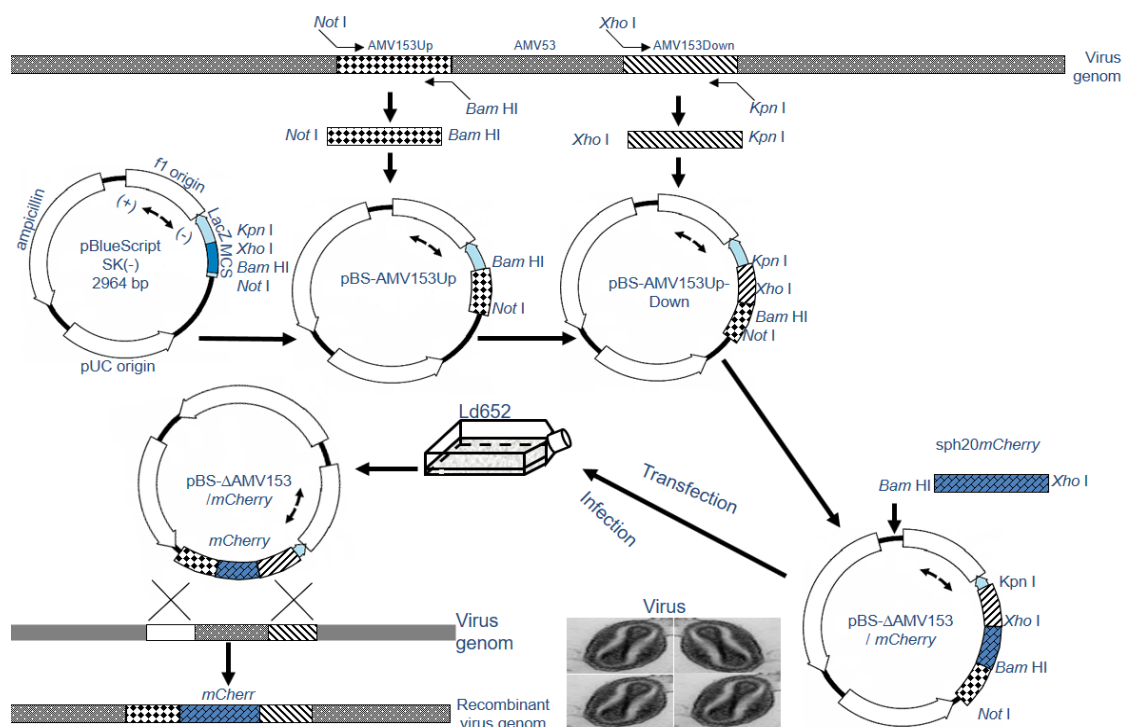 Not I
AMV153Up
AMV53
Xho I
AMV153Down
Virus
genom
Bam HI
Kpn I
Not I
Bam HI
Xho I
Kpn I
ampicillin
f1 origin
(+)
(-)
LacZ
MCS
pBlueScript
SK(-)
2964 bp
Kpn I
Xho I
Bam HI
Not I
pUC origin
pBS-AMV153Up
Bam HI
Not I
pBS-AMV153Up-
Down
Kpn I
Xho I
Bam HI
Not I
Ld652
sph20mCherry
Bam HI
Xho I
Transfection
Infection
pBS-ΔAMV153
/mCherry
mCherry
Kpn I
Xho I
pBS-ΔAMV153
/ mCherry
Bam HI
Not I
Virus
genom
Virus
mCherr
Recombinant
virus genom